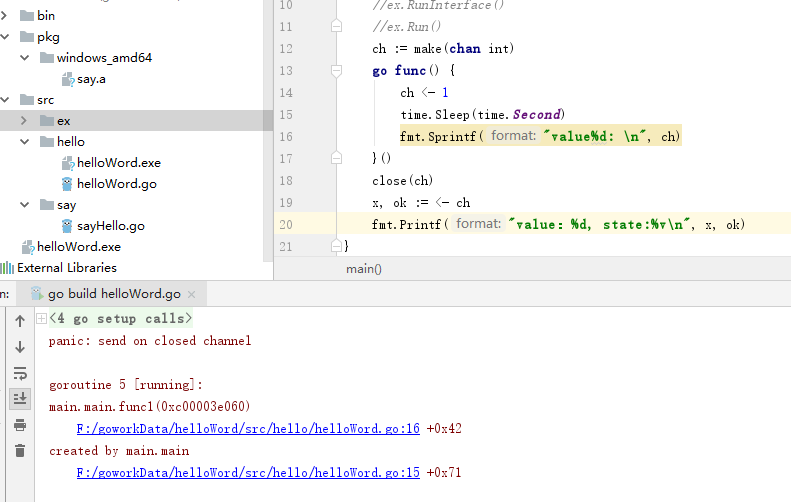 bin
pkg
windows_amd64
say.a
src
ex
hello
helloWord.exe
helloWord.go
say
sayHello.go
helloWord.exe
External Libraries
10 //ex.RunInterface()
11 //ex.Run()
12 ch := make(chan int)
13 go func() {
14 ch <- 1
15 time.Sleep(time.Second)
16 fmt.Sprintf( format: "value%d: \n", ch)
17 }()
18 close(ch)
19 x, ok := <- ch
20 fmt.Printf( format: "value: %d, state:%v\n", x, ok)
21 }
main()
n: go build helloWord.go ×
<4 go setup calls>
panic: send on closed channel
goroutine 5 [running]:
main.main.func1(0xc00003e060)
F:/goworkData/helloWord/src/hello/helloWord.go:16 +0x42
created by main.main
F:/goworkData/helloWord/src/hello/helloWord.go:15 +0x71